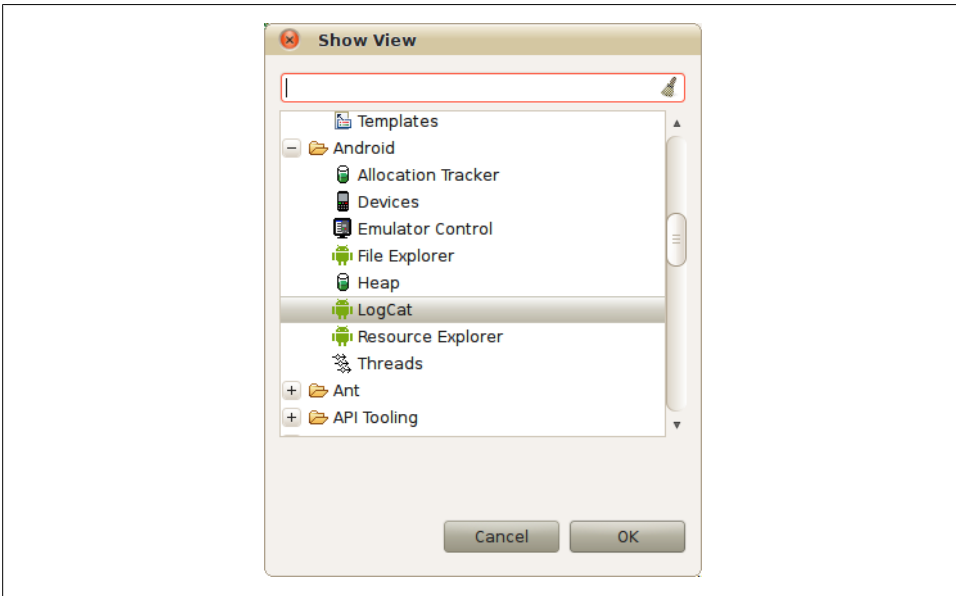 Show View
Templates
Android
Allocation Tracker
Devices
Emulator Control
File Explorer
Heap
LogCat
Resource Explorer
Threads
Ant
API Tooling
Cancel OK